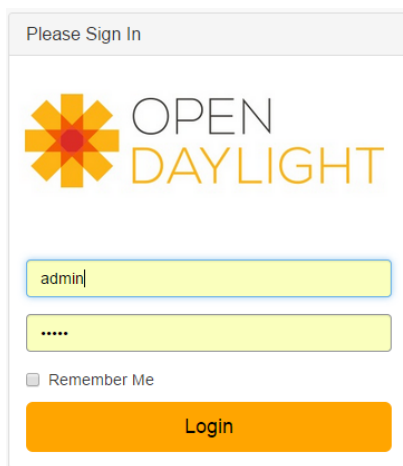 Please Sign In
OPEN
DAYLIGHT
admin
•••••
Remember Me
Login